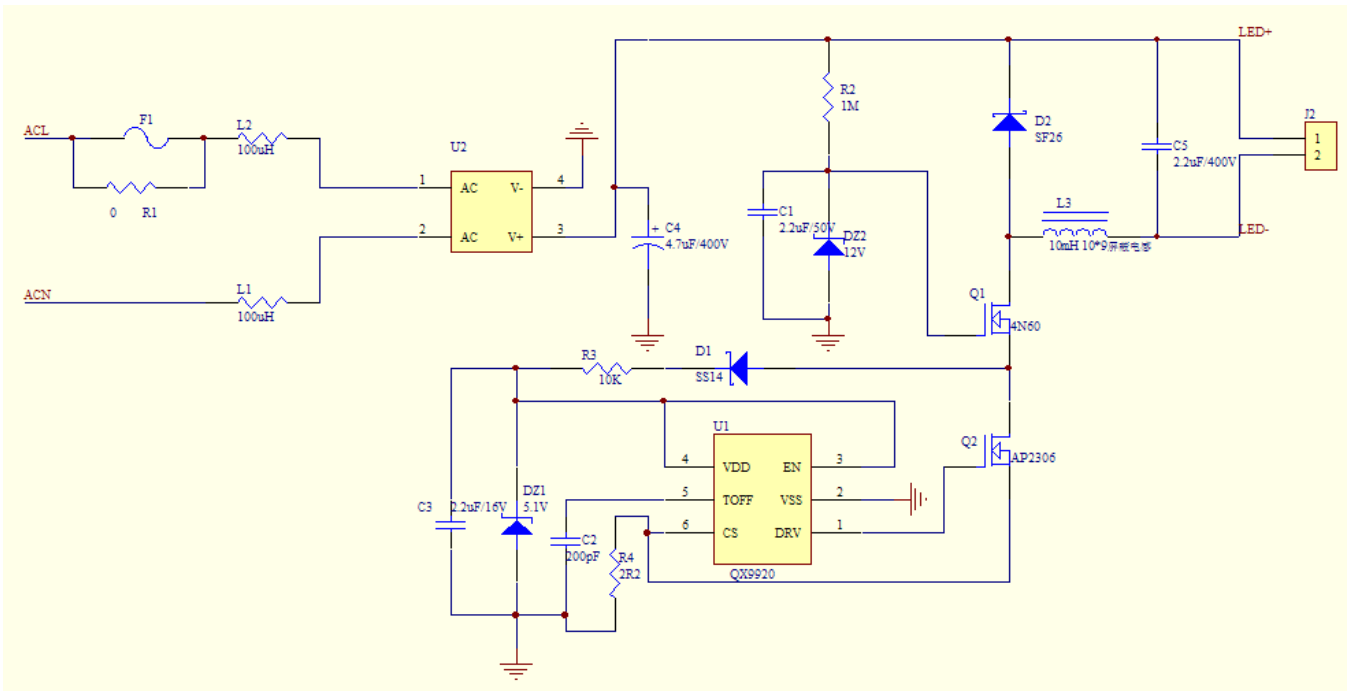 ACL
F1
L2
100uH
0
R1
ACN
L1
100uH
U2
1
AC
V-
4
2
AC
V+
3
+
C4
4.7uF/400V
R2
1M
C1
2.2uF/50V
DZ2
12V
D2
SF26
C5
2.2uF/400V
LED+
J2
1
2
LED-
L3
10mH 10*9屏蔽电感
Q1
4N60
R3
10K
D1
SS14
U1
4
VDD
EN
3
5
TOFF
VSS
2
6
CS
DRV
1
QX9920
Q2
AP2306
C3
2.2uF/16V
DZ1
5.1V
C2
200pF
R4
2R2